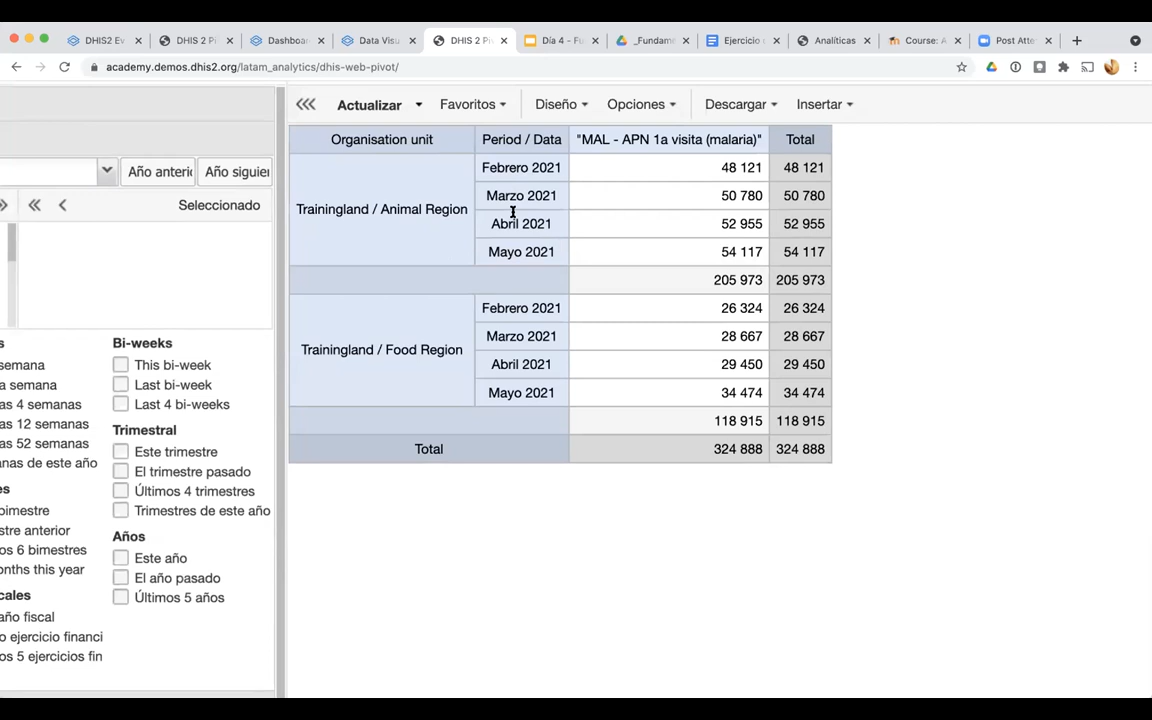 DHIS2 Ev
DHIS 2 Pi
Dashboa
Data Visu
DHIS 2 Pi
Día 4 - Fu
_Fundam
Ejercicio
Analíticas
Course: A
Post Atte
academy.demos.dhis2.org/latam_analytics/dhis-web-pivot/
Actualizar Favoritos Diseño Opciones Descargar Insertar
Año anteri Año siguier
Seleccionado
s
semana
a semana
as 4 semanas
as 12 semanas
as 52 semanas
anas de este año
es
bimestre
stre anterior
os 6 bimestres
onths this year
cales
año fiscal
o ejercicio financi
os 5 ejercicios fin
Bi-weeks
This bi-week
Last bi-week
Last 4 bi-weeks
Trimestral
Este trimestre
El trimestre pasado
Últimos 4 trimestres
Trimestres de este año
Años
Este año
El año pasado
Últimos 5 años
Organisation unit Period / Data "MAL - APN 1a visita (malaria)" Total
Trainingland / Animal Region
Febrero 2021 48 121 48 121
Marzo 2021 50 780 50 780
Abril 2021 52 955 52 955
Mayo 2021 54 117 54 117
205 973 205 973
Trainingland / Food Region
Febrero 2021 26 324 26 324
Marzo 2021 28 667 28 667
Abril 2021 29 450 29 450
Mayo 2021 34 474 34 474
118 915 118 915
Total 324 888 324 888